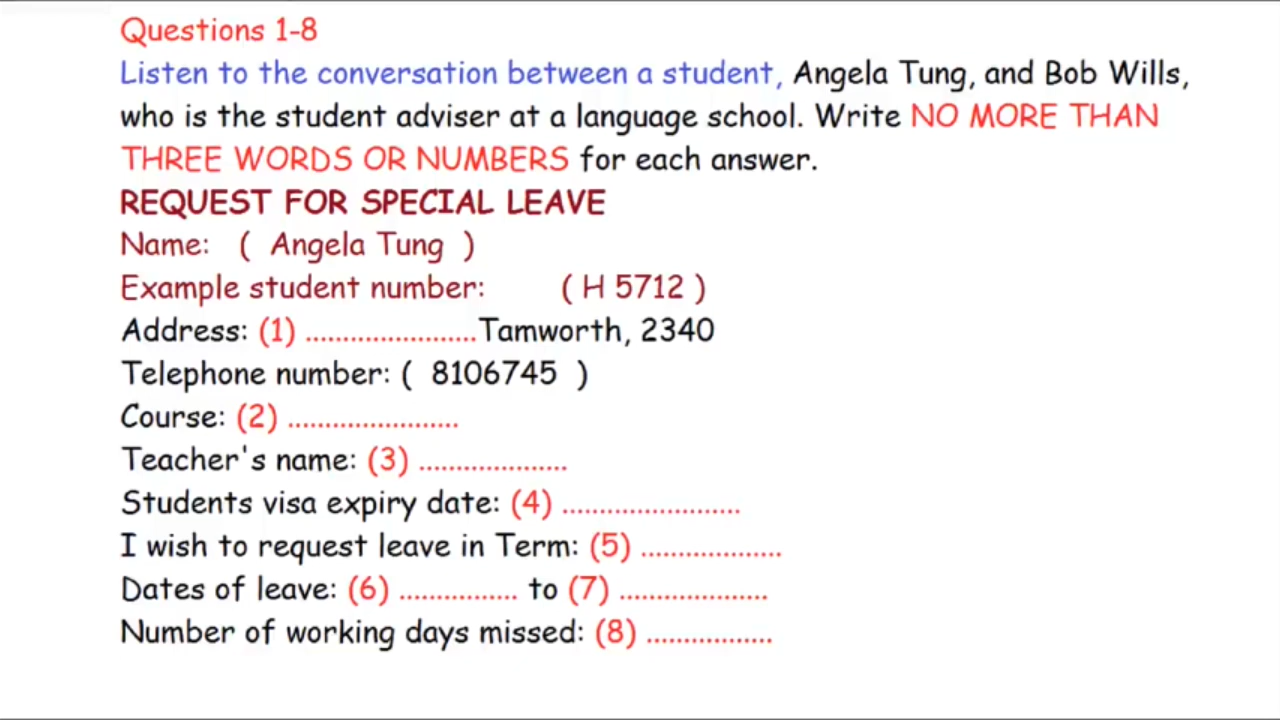 Questions 1-8
Listen to the conversation between a student, Angela Tung, and Bob Wills,
who is the student adviser at a language school. Write NO MORE THAN
THREE WORDS OR NUMBERS for each answer.
REQUEST FOR SPECIAL LEAVE
Name: ( Angela Tung )
Example student number: ( H 5712 )
Address: (1) .......................Tamworth, 2340
Telephone number: ( 8106745 )
Course: (2) .......................
Teacher's name: (3) ....................
Students visa expiry date: (4) ........................
I wish to request leave in Term: (5) ...................
Dates of leave: (6) ................ to (7) ....................
Number of working days missed: (8) .................